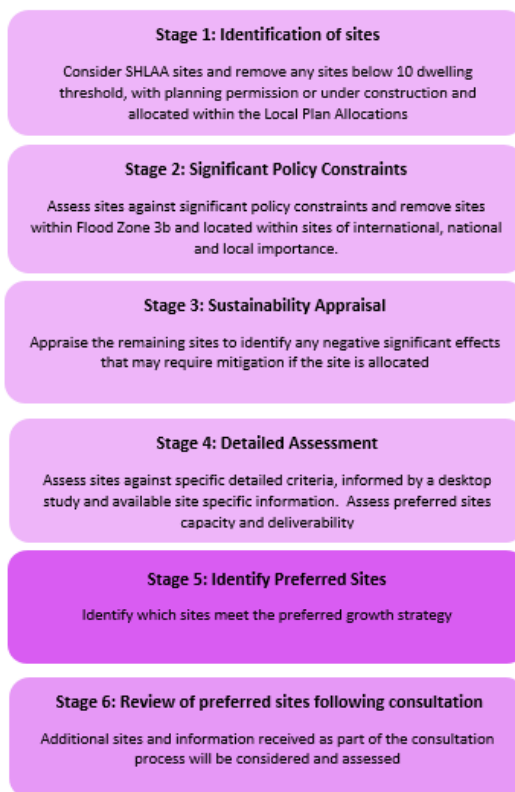 Stage 1: Identification of sites
Consider SHLAA sites and remove any sites below 10 dwelling
threshold, with planning permission or under construction and
allocated within the Local Plan Allocations
Stage 2: Significant Policy Constraints
Assess sites against significant policy constraints and remove sites
within Flood Zone 3b and located within sites of international, national
and local importance.
Stage 3: Sustainability Appraisal
Appraise the remaining sites to identify any negative significant effects
that may require mitigation if the site is allocated
Stage 4: Detailed Assessment
Assess sites against specific detailed criteria, informed by a desktop
study and available site specific information. Assess preferred sites
capacity and deliverability
Stage 5: Identify Preferred Sites
Identify which sites meet the preferred growth strategy
Stage 6: Review of preferred sites following consultation
Additional sites and information received as part of the consultation
process will be considered and assessed